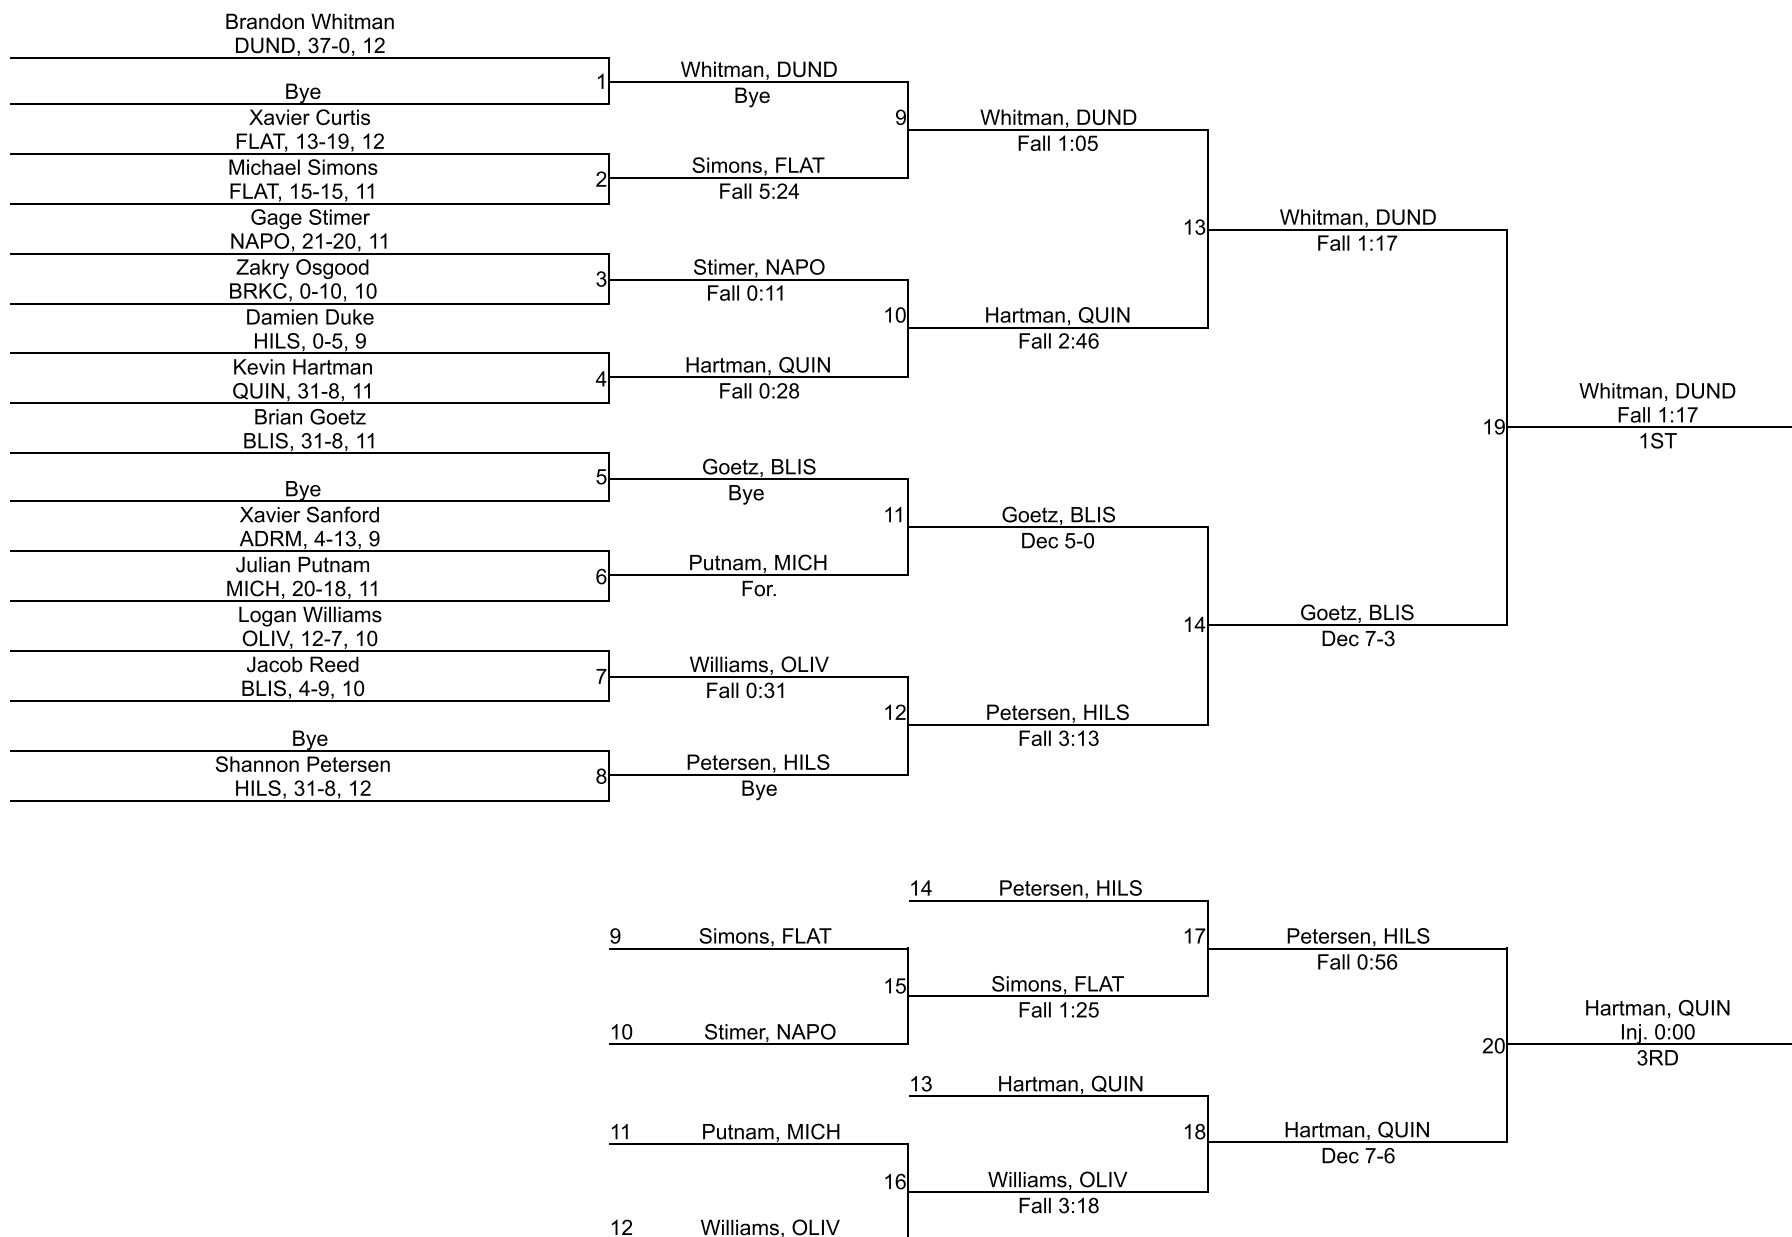 Brandon Whitman
DUND, 37-0, 12
1
Bye
Xavier Curtis
FLAT, 13-19, 12
2
Michael Simons
FLAT, 15-15, 11
Gage Stimer
NAPO, 21-20, 11
3
Zakry Osgood
BRKC, 0-10, 10
Damien Duke
HILS, 0-5, 9
4
Kevin Hartman
QUIN, 31-8, 11
Brian Goetz
BLIS, 31-8, 11
5
Bye
Xavier Sanford
ADRM, 4-13, 9
6
Julian Putnam
MICH, 20-18, 11
Logan Williams
OLIV, 12-7, 10
7
Jacob Reed
BLIS, 4-9, 10
Bye
8
Shannon Petersen
HILS, 31-8, 12
Whitman, DUND
Bye
9
Simons, FLAT
Fall 5:24
Stimer, NAPO
Fall 0:11
10
Hartman, QUIN
Fall 0:28
Goetz, BLIS
Bye
11
Putnam, MICH
For.
Williams, OLIV
Fall 0:31
12
Petersen, HILS
Bye
Whitman, DUND
Fall 1:05
13
Hartman, QUIN
Fall 2:46
Goetz, BLIS
Dec 5-0
14
Petersen, HILS
Fall 3:13
Whitman, DUND
Fall 1:17
19
Goetz, BLIS
Dec 7-3
Whitman, DUND
Fall 1:17
1ST
14 Petersen, HILS
17
9 Simons, FLAT
15
Simons, FLAT
Fall 1:25
10 Stimer, NAPO
13 Hartman, QUIN
18
11 Putnam, MICH
16
Williams, OLIV
Fall 3:18
12 Williams, OLIV
Petersen, HILS
Fall 0:56
20
Hartman, QUIN
Dec 7-6
Hartman, QUIN
Inj. 0:00
3RD